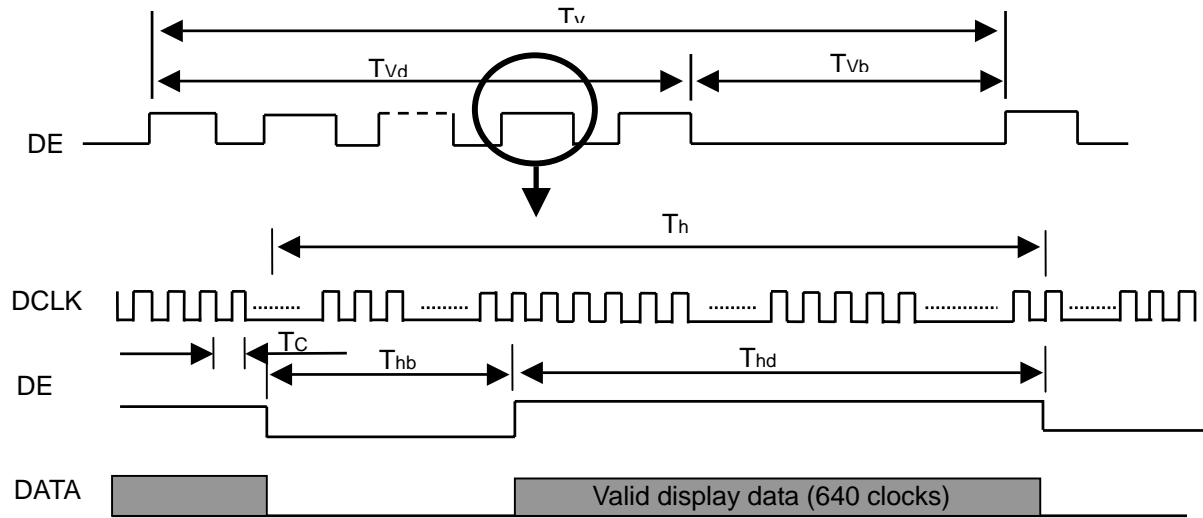 Tv
TVd
TVb
DE
Th
DCLK
TC
Thb
Thd
DE
DATA
Valid display data (640 clocks)